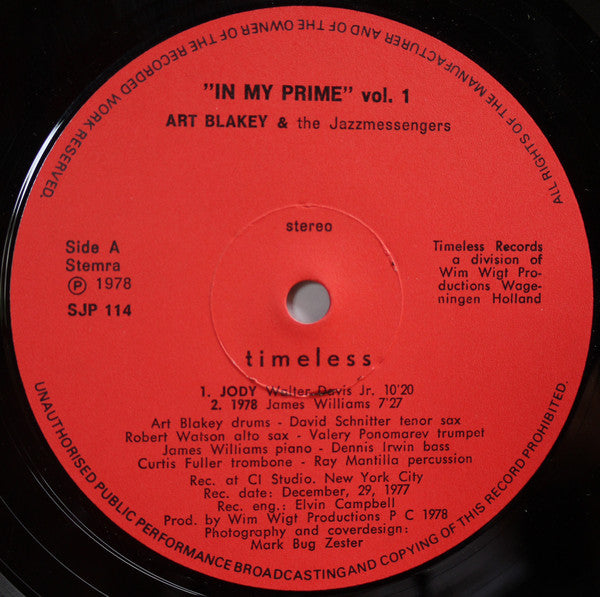 ALL RIGHTS OF THE MANUFACTURER AND OF THE OWNER OF THE RECORDED WORK RESERVED.
"IN MY PRIME" vol. 1
ART BLAKEY & the Jazzmessengers
stereo
Side A
Stemra
Ⓟ 1978
SJP 114
Timeless Records
a division of
Wim Wigt Pro-
ductions Wage-
ningen Holland
timeless
1. JODY Walter Davis Jr. 10'20
2. 1978 James Williams 7'27
Art Blakey drums - David Schnitter tenor sax
Robert Watson alto sax - Valery Ponomarev trumpet
James Williams piano - Dennis Irwin bass
Curtis Fuller trombone - Ray Mantilla percussion
Rec. at CI Studio. New York City
Rec. date: December, 29, 1977
Rec. eng.: Elvin Campbell
Prod. by Wim Wigt Productions P C 1978
Photography and coverdesign:
Mark Bug Zester
UNAUTHORISED PUBLIC PERFORMANCE BROADCASTING AND COPYING OF THIS RECORD PROHIBITED.